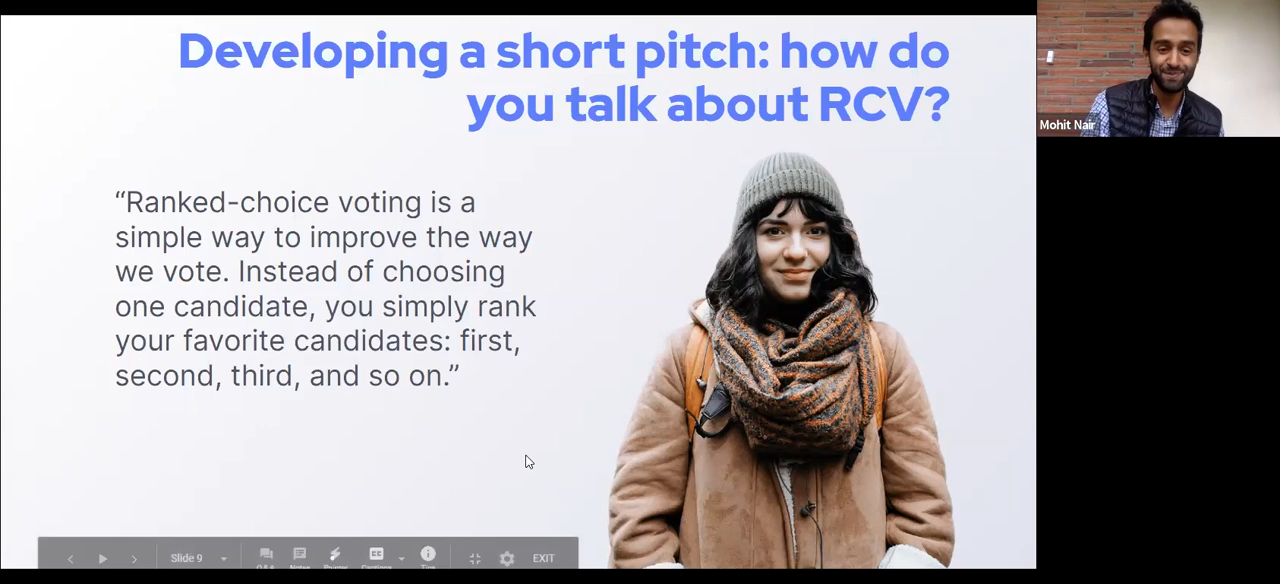 Developing a short pitch: how do
you talk about RCV?
Mohit Nair
“Ranked-choice voting is a
simple way to improve the way
we vote. Instead of choosing
one candidate, you simply rank
your favorite candidates: first,
second, third, and so on.”
Slide 9
Q & A
Notes
Captions
EXIT